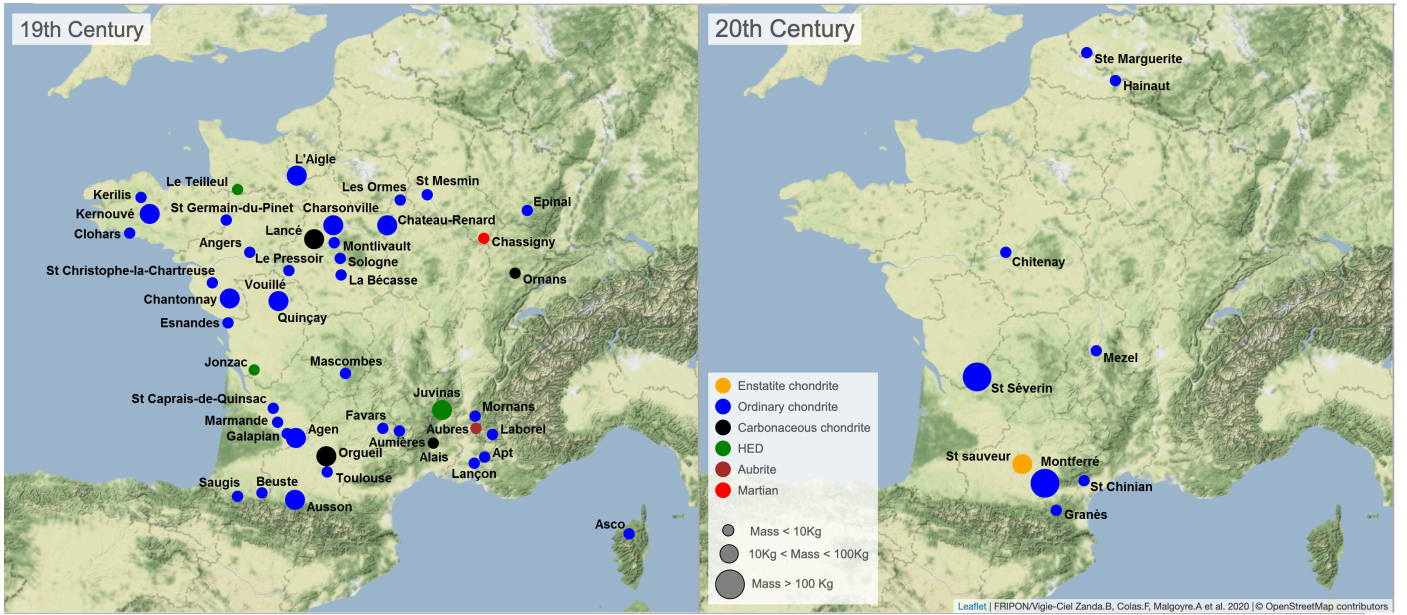 19th Century
L'Aigle
Le Teilleul
St Mesmin
Les Ormes
Kerilis
Epinal
St Germain-du-Pinet
Charsonville
Kernouvé
Chateau-Renard
Lancé
Clohars
Angers
Chassigny
Montlivault
Le Pressoir
Sologne
St Christophe-la-Chartreuse
Ornans
La Bécasse
Vouillé
Chantonnay
Quinçay
Esnandes
Jonzac
Mascombes
Juvinas
St Caprais-de-Quinsac
Mornans
Favars
Marmande
Agen
Aubres
Laborel
Galapian
Aumières
Orgueil
Alais
Apt
Lançon
Toulouse
Saugis
Beuste
Ausson
Asco
20th Century
Ste Marguerite
Hainaut
Chitenay
Mezel
St Séverin
St sauveur
Montferré
St Chinian
Granès
Enstatite chondrite
Ordinary chondrite
Carbonaceous chondrite
HED
Aubrite
Martian
Mass < 10Kg
10Kg < Mass < 100Kg
Mass > 100 Kg
Leaflet | FRIPON/Vigie-Ciel Zanda.B, Colas.F, Malgoyre.A et al. 2020 | © OpenStreetMap contributors